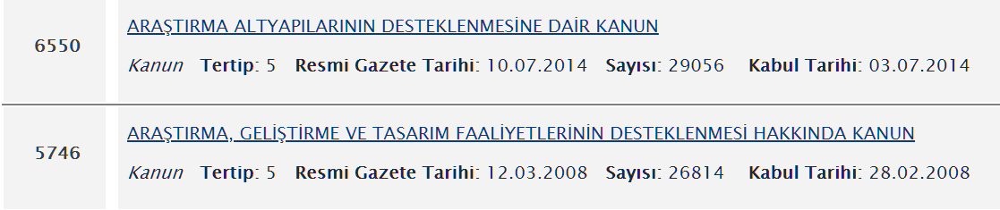 6550
ARAŞTIRMA ALTYAPILARININ DESTEKLENMESİNE DAİR KANUN
Kanun Tertip: 5 Resmi Gazete Tarihi: 10.07.2014 Sayısı: 29056 Kabul Tarihi: 03.07.2014
5746
ARAŞTIRMA, GELİŞTİRME VE TASARIM FAALİYETLERİNİN DESTEKLENMESİ HAKKINDA KANUN
Kanun Tertip: 5 Resmi Gazete Tarihi: 12.03.2008 Sayısı: 26814 Kabul Tarihi: 28.02.2008